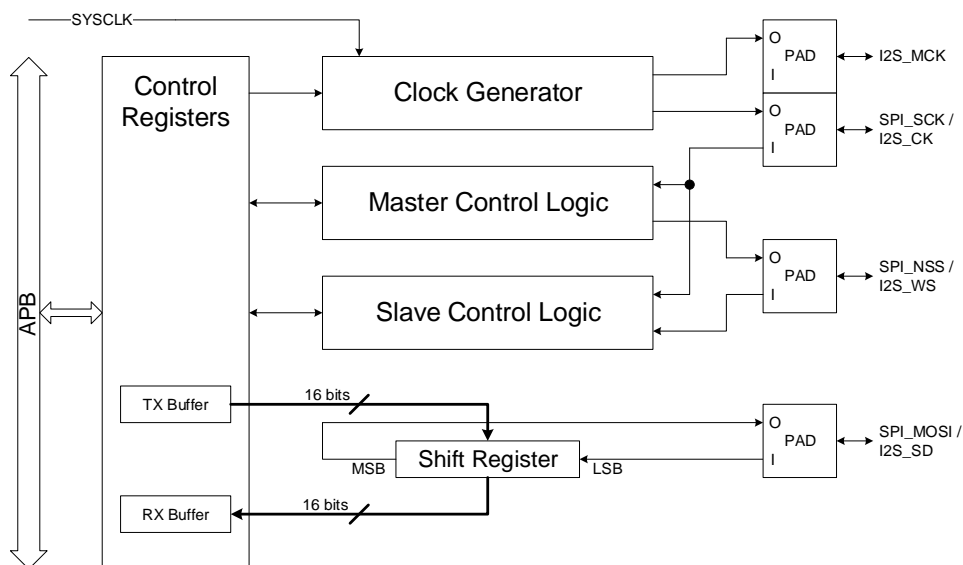 SYSCLK
O
PAD
I
I2S_MCK
Control
Registers
Clock Generator
O
PAD
I
SPI_SCK /
I2S_CK
Master Control Logic
O
PAD
I
SPI_NSS /
I2S_WS
APB
Slave Control Logic
TX Buffer
16 bits
O
PAD
I
SPI_MOSI /
I2S_SD
MSB
Shift Register
LSB
RX Buffer
16 bits